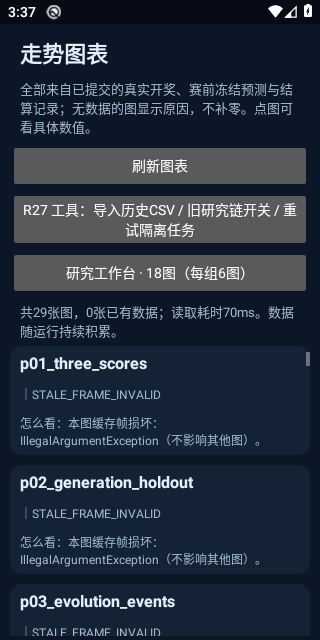 3:37
走势图表
全部来自已提交的真实开奖、赛前冻结预测与结
算记录；无数据的图显示原因，不补零。点图可
看具体数值。
刷新图表
R27 工具：导入历史CSV / 旧研究链开关 / 重
试隔离任务
研究工作台 · 18图（每组6图）
共29张图，0张已有数据；读取耗时70ms。数据
随运行持续积累。
p01_three_scores
｜STALE_FRAME_INVALID
怎么看：本图缓存帧损坏：
IllegalArgumentException（不影响其他图）。
p02_generation_holdout
｜STALE_FRAME_INVALID
怎么看：本图缓存帧损坏：
IllegalArgumentException（不影响其他图）。
p03_evolution_events
｜STALE_FRAME_INVALID